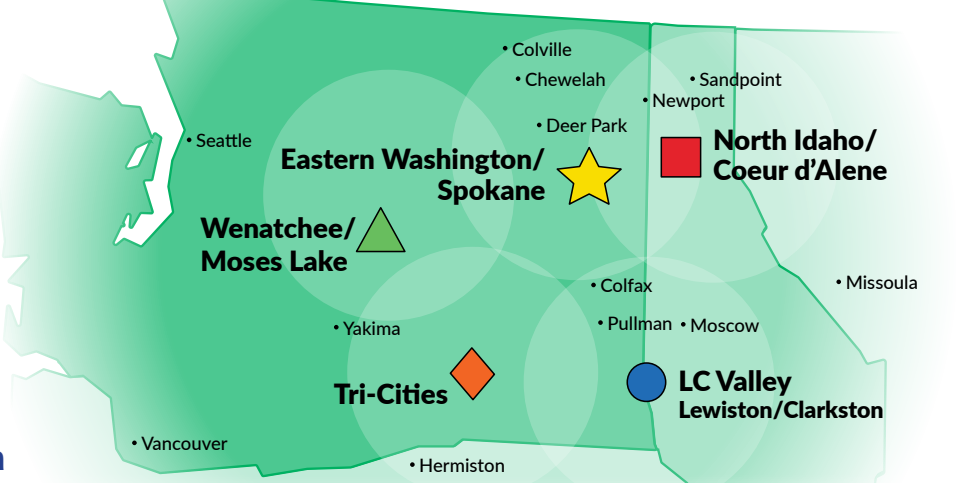 • Colville
• Chewelah
• Sandpoint
• Newport
• Deer Park
• Seattle
North Idaho/
Coeur d'Alene
Eastern Washington/
Spokane
Wenatchee/
Moses Lake
• Colfax
• Missoula
• Pullman
• Moscow
• Yakima
Tri-Cities
LC Valley
Lewiston/Clarkston
• Vancouver
• Hermiston